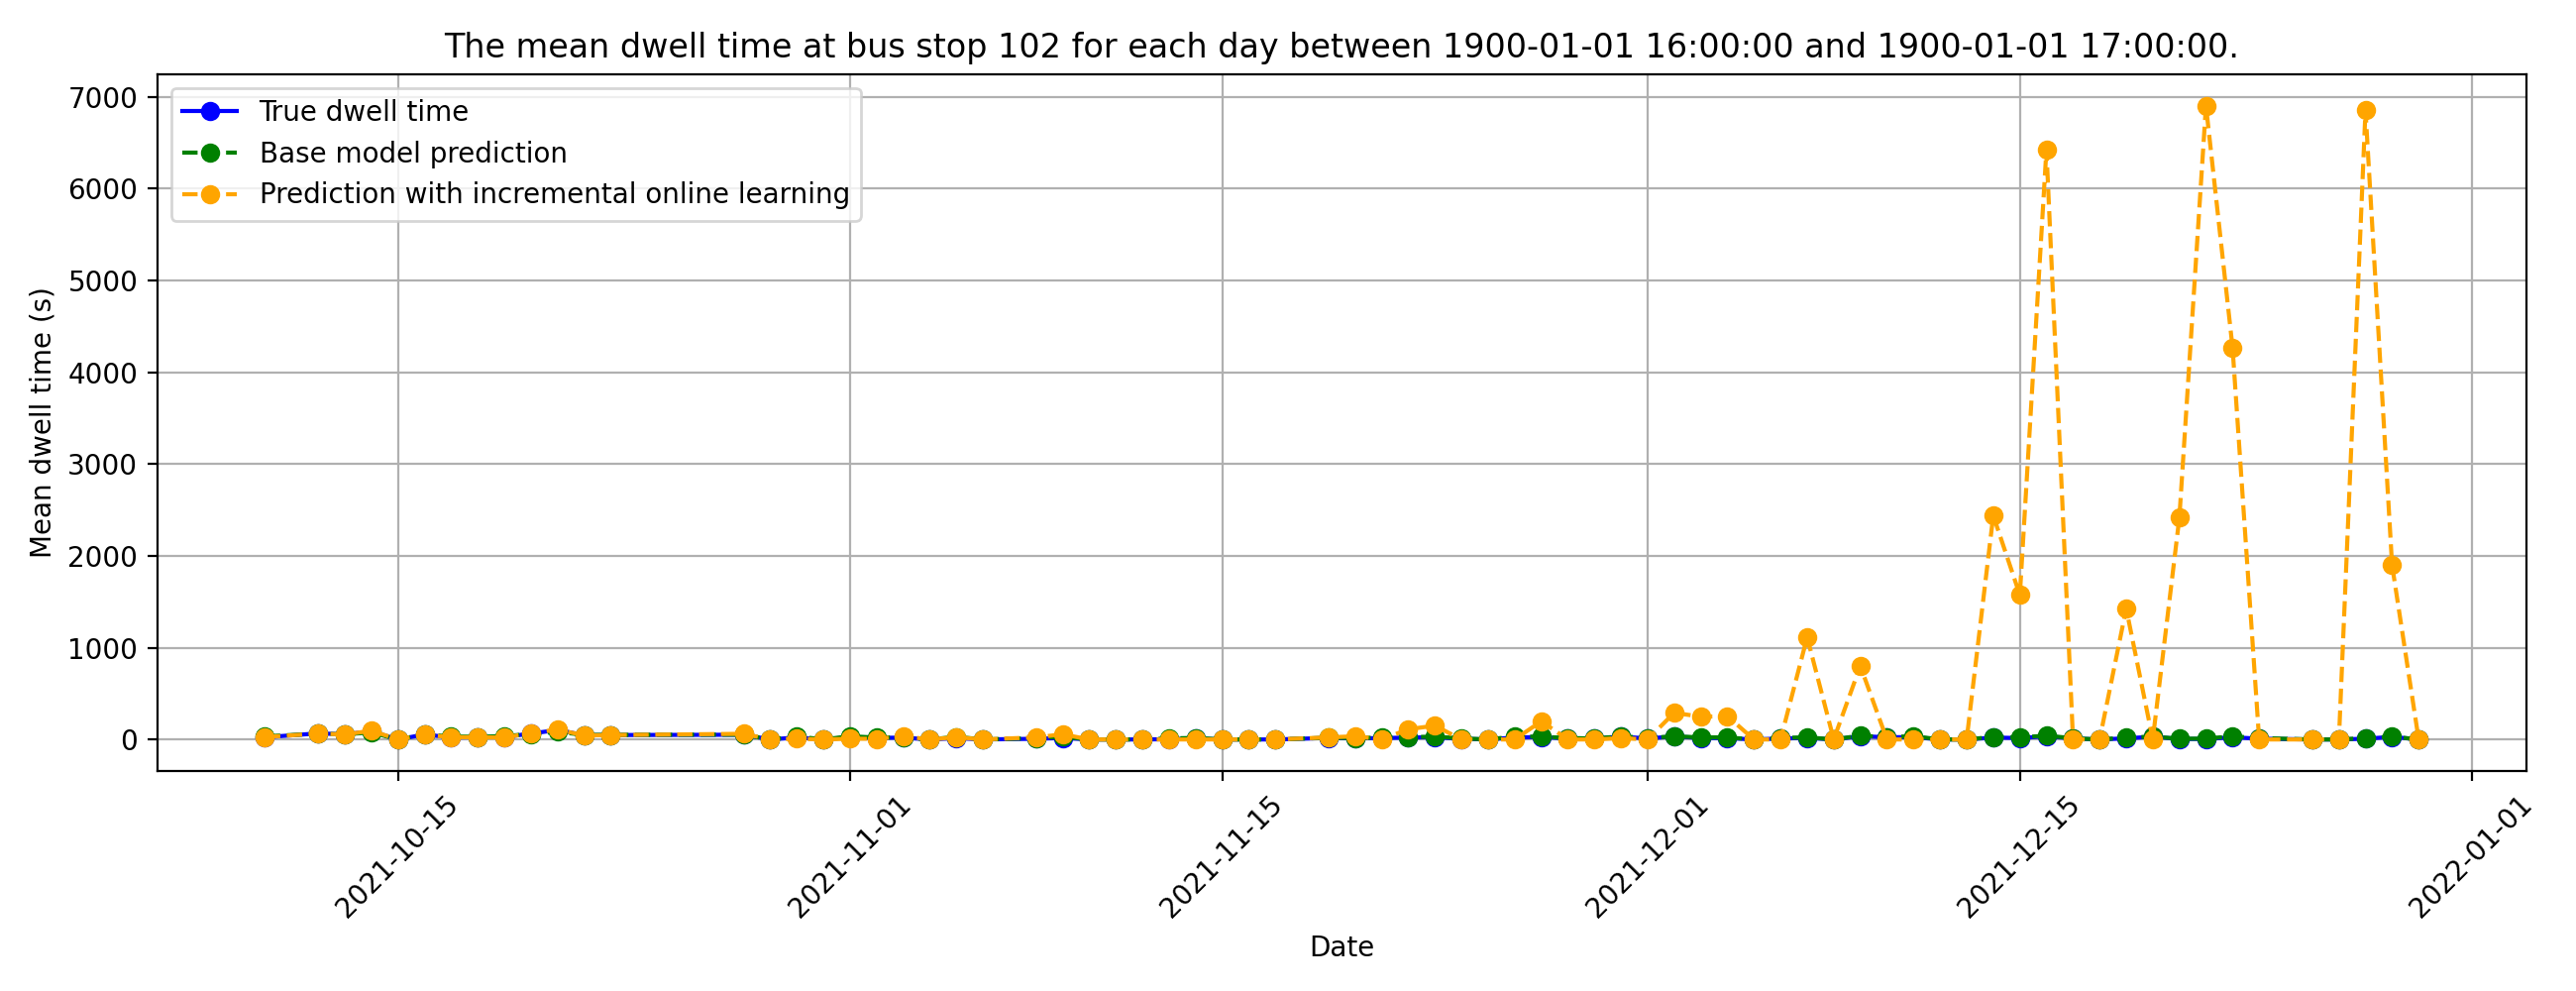 The mean dwell time at bus stop 102 for each day between 1900-01-01 16:00:00 and 1900-01-01 17:00:00.
True dwell time
Base model prediction
Prediction with incremental online learning
Mean dwell time (s)
7000
6000
5000
4000
3000
2000
1000
0
2021-10-15
2021-11-01
2021-11-15
2021-12-01
2021-12-15
2022-01-01
Date